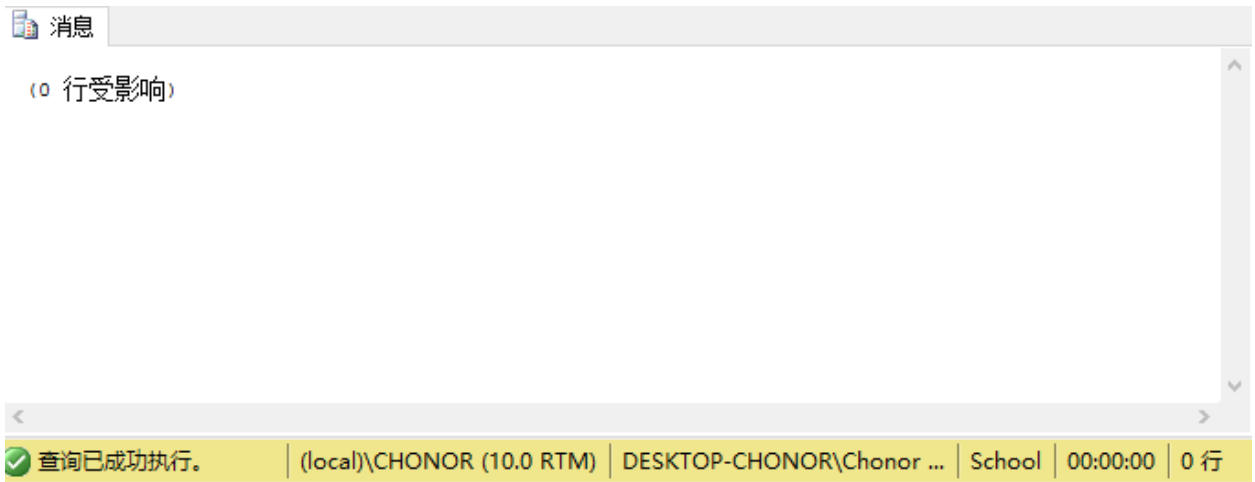 消息
(0 行受影响)
查询已成功执行。 (local)\CHONOR (10.0 RTM) DESKTOP-CHONOR\Chonor ... School 00:00:00 0 行